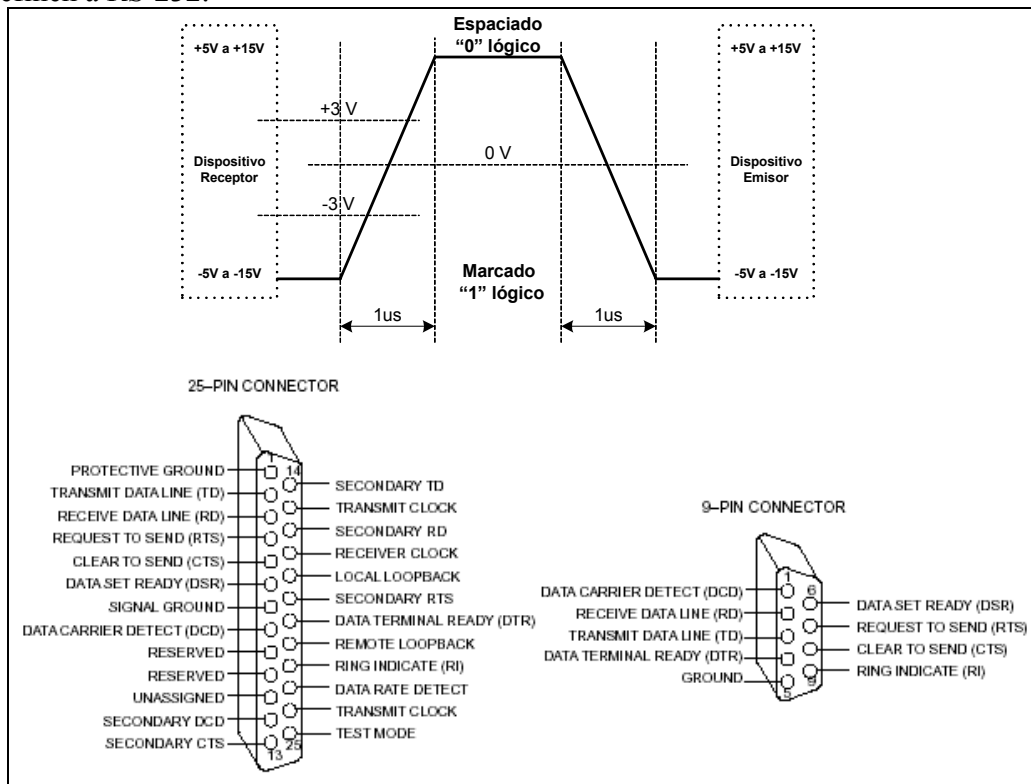 RS-232:
Espaciado
“0” lógico
+5V a +15V
+5V a +15V
+3 V
0 V
Dispositivo
Receptor
Dispositivo
Emisor
-3 V
-5V a -15V
Marcado
“1” lógico
-5V a -15V
1us
1us
25–PIN CONNECTOR
1
14
PROTECTIVE GROUND
TRANSMIT DATA LINE (TD)
RECEIVE DATA LINE (RD)
REQUEST TO SEND (RTS)
CLEAR TO SEND (CTS)
DATA SET READY (DSR)
SIGNAL GROUND
DATA CARRIER DETECT (DCD)
RESERVED
RESERVED
UNASSIGNED
SECONDARY DCD
SECONDARY CTS
SECONDARY TD
TRANSMIT CLOCK
SECONDARY RD
RECEIVER CLOCK
LOCAL LOOPBACK
SECONDARY RTS
DATA TERMINAL READY (DTR)
REMOTE LOOPBACK
RING INDICATE (RI)
DATA RATE DETECT
TRANSMIT CLOCK
TEST MODE
13
25
9–PIN CONNECTOR
1
6
DATA CARRIER DETECT (DCD)
RECEIVE DATA LINE (RD)
TRANSMIT DATA LINE (TD)
DATA TERMINAL READY (DTR)
GROUND
DATA SET READY (DSR)
REQUEST TO SEND (RTS)
CLEAR TO SEND (CTS)
RING INDICATE (RI)
5
9